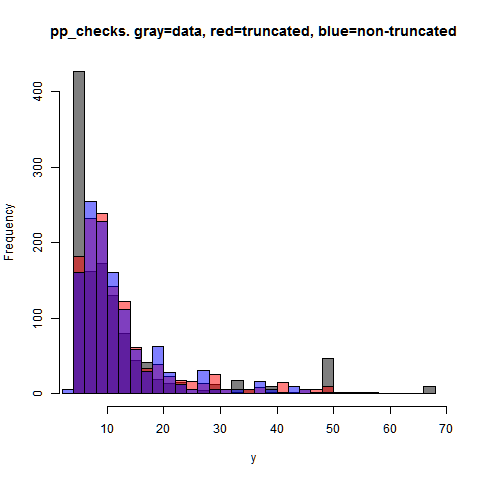 pp_checks. gray=data, red=truncated, blue=non-truncated
400
300
200
100
0
Frequency
10 20 30 40 50 60 70
y